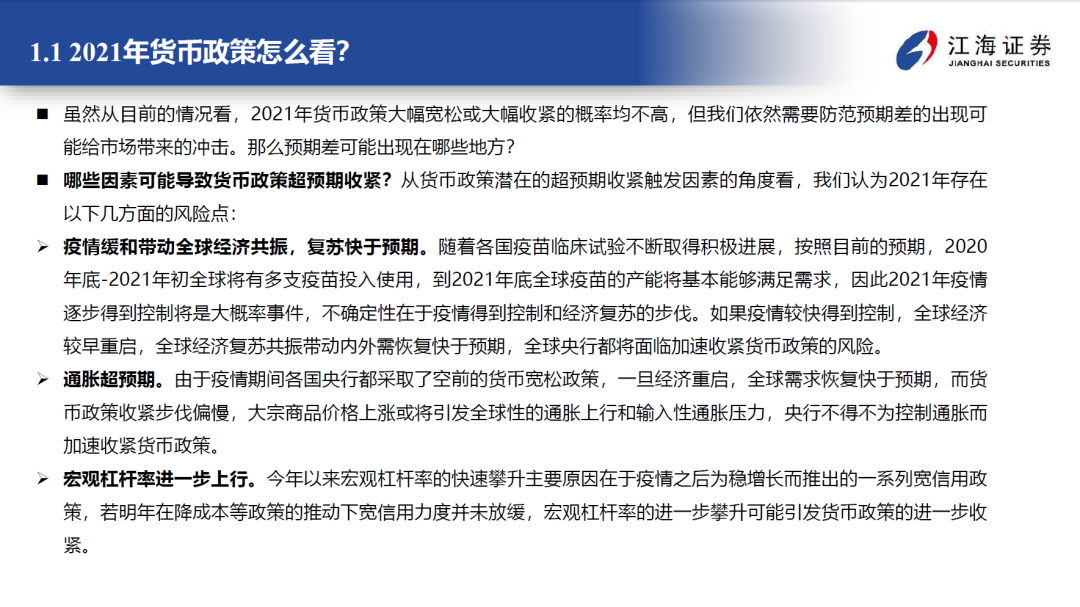 1.1 2021年货币政策怎么看？
江海证券
JIANGHAI SECURITIES
虽然从目前的情况看，2021年货币政策大幅宽松或大幅收紧的概率均不高，但我们依然需要防范预期差的出现可
能给市场带来的冲击。那么预期差可能出现在哪些地方？
哪些因素可能导致货币政策超预期收紧？从货币政策潜在的超预期收紧触发因素的角度看，我们认为2021年存在
以下几方面的风险点：
疫情缓和带动全球经济共振，复苏快于预期。随着各国疫苗临床试验不断取得积极进展，按照目前的预期，2020
年底-2021年初全球将有多支疫苗投入使用，到2021年底全球疫苗的产能将基本能够满足需求，因此2021年疫情
逐步得到控制将是大概率事件，不确定性在于疫情得到控制和经济复苏的步伐。如果疫情较快得到控制，全球经济
较早重启，全球经济复苏共振带动内外需恢复快于预期，全球央行都将面临加速收紧货币政策的风险。
通胀超预期。由于疫情期间各国央行都采取了空前的货币宽松政策，一旦经济重启，全球需求恢复快于预期，而货
币政策收紧步伐偏慢，大宗商品价格上涨或将引发全球性的通胀上行和输入性通胀压力，央行不得不为控制通胀而
加速收紧货币政策。
宏观杠杆率进一步上行。今年以来宏观杠杆率的快速攀升主要原因在于疫情之后为稳增长而推出的一系列宽信用政
策，若明年在降成本等政策的推动下宽信用力度并未放缓，宏观杠杆率的进一步攀升可能引发货币政策的进一步收
紧。